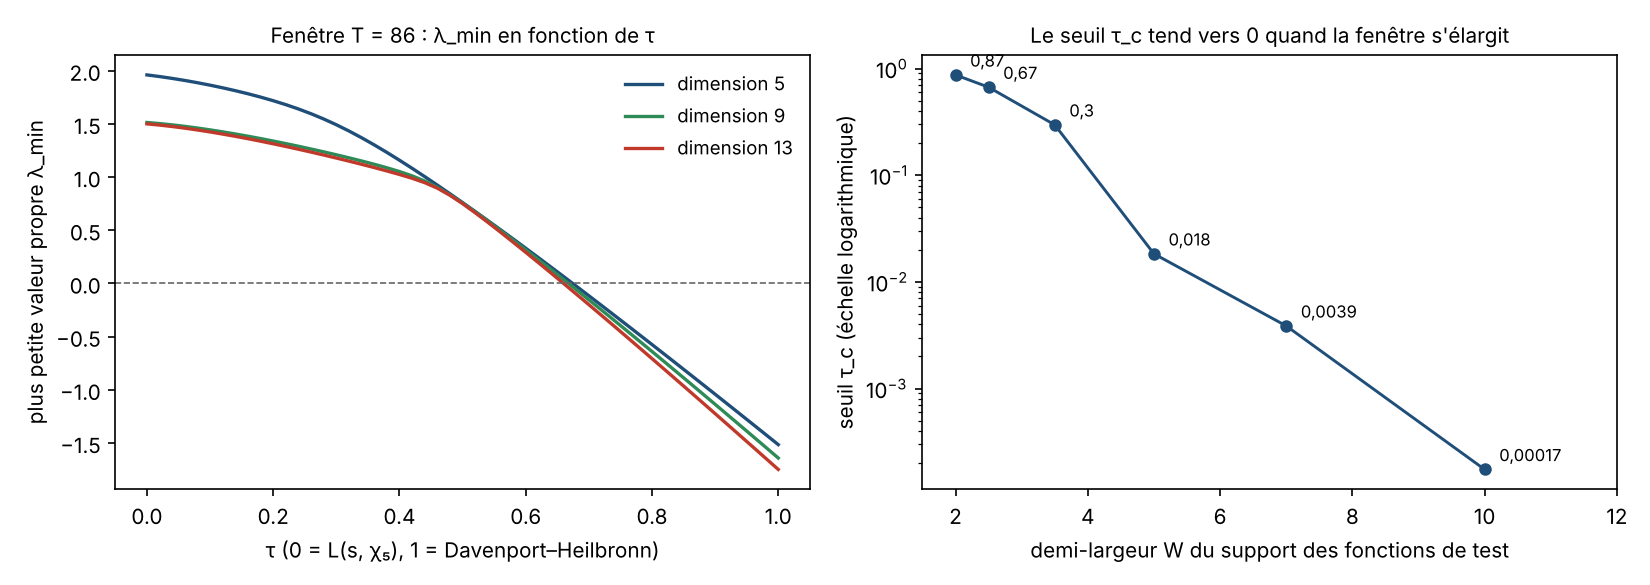 Fenêtre T = 86 : λ_min en fonction de τ
plus petite valeur propre λ_min
2.0
1.5
1.0
0.5
0.0
−0.5
−1.0
−1.5
dimension 5
dimension 9
dimension 13
0.0 0.2 0.4 0.6 0.8 1.0
τ (0 = L(s, χ₅), 1 = Davenport–Heilbronn)
Le seuil τ_c tend vers 0 quand la fenêtre s'élargit
seuil τ_c (échelle logarithmique)
10⁰
10⁻¹
10⁻²
10⁻³
0,87
0,67
0,3
0,018
0,0039
0,00017
2 4 6 8 10 12
demi-largeur W du support des fonctions de test